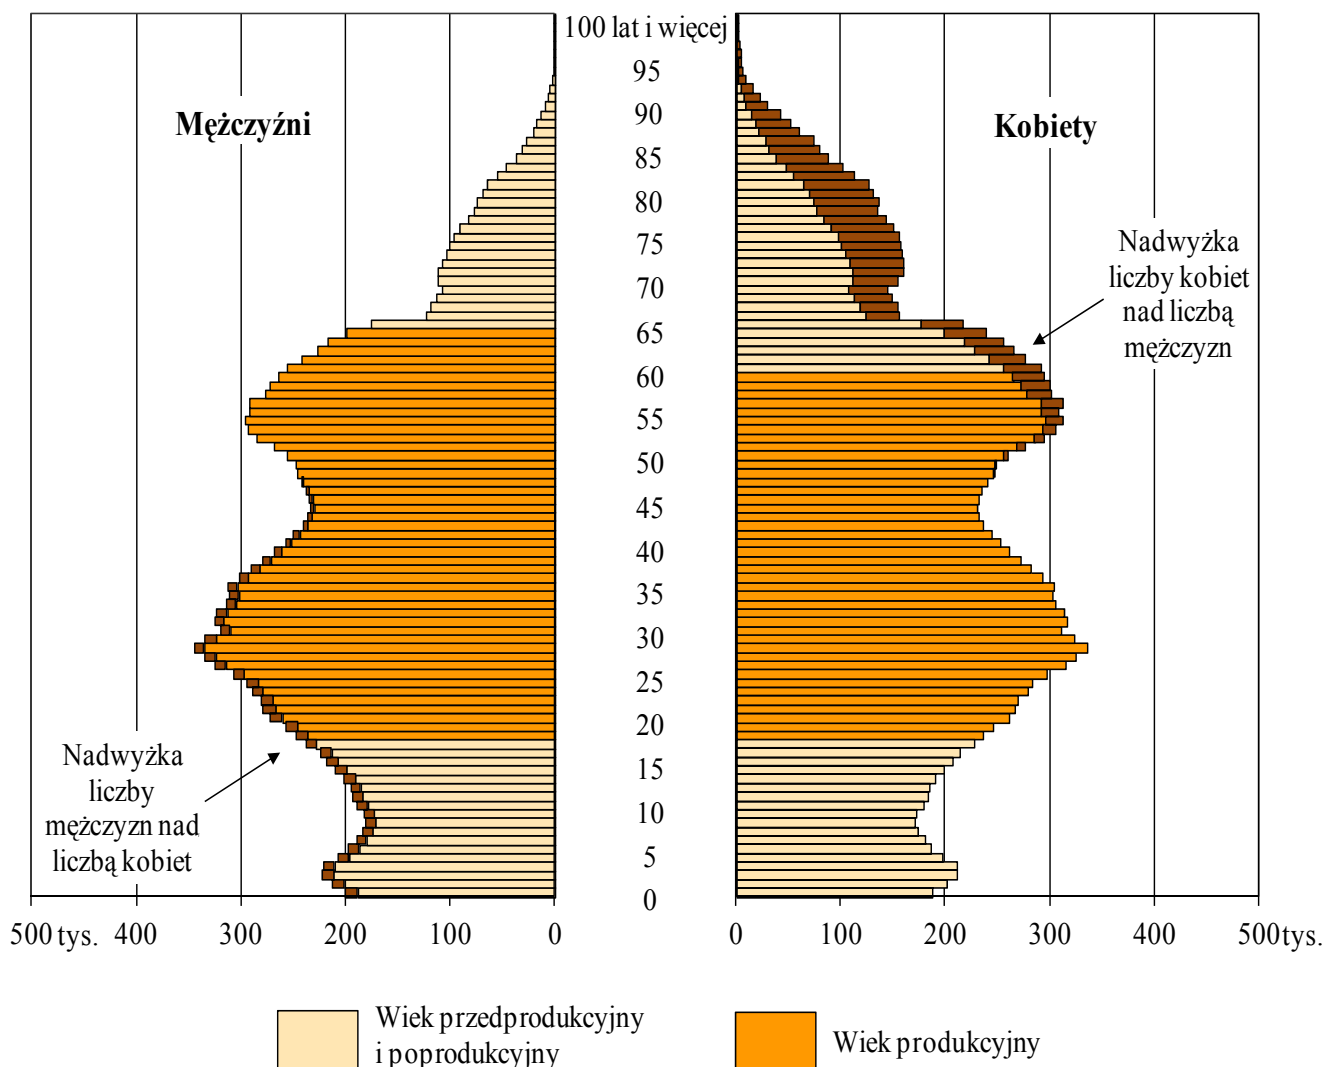 100 lat i więcej
95
90
85
80
75
70
65
60
55
50
45
40
35
30
25
20
15
10
5
0
Mężczyźni
Kobiety
Nadwyżka
liczby kobiet
nad liczbą
mężczyzn
Nadwyżka
liczby
mężczyzn nad
liczbą kobiet
500 tys. 400 300 200 100 0
0 100 200 300 400 500 tys.
Wiek przedprodukcyjny
i poprodukcyjny
Wiek produkcyjny